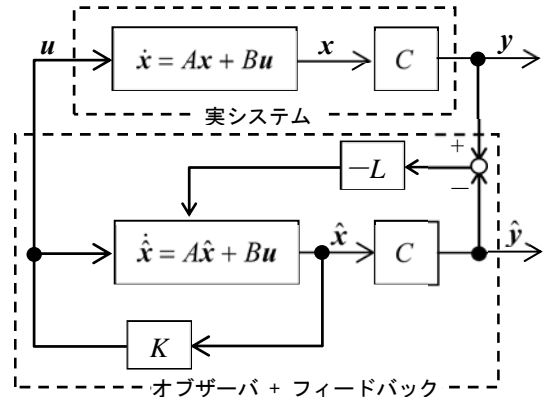 u
ẋ = Ax + Bu
x
C
y
実システム
+
−L
−
x̂̇ = Ax̂ + Bu
x̂
C
ŷ
K
オブザーバ + フィードバック